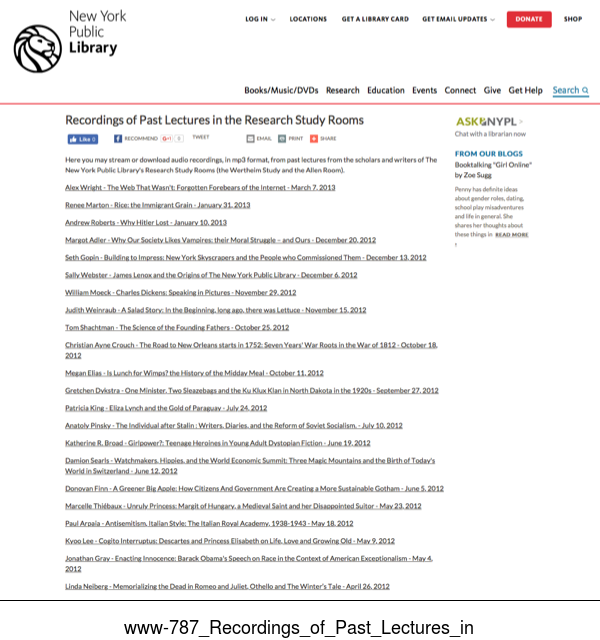 New York
Public
Library
LOG IN
LOCATIONS
GET A LIBRARY CARD
GET EMAIL UPDATES
DONATE
SHOP
Books/Music/DVDs Research Education Events Connect Give Get Help Search
Recordings of Past Lectures in the Research Study Rooms
Like 0 RECOMMEND G+1 0 TWEET EMAIL PRINT SHARE
Here you may stream or download audio recordings, in mp3 format, from past lectures from the scholars and writers of The
New York Public Library's Research Study Rooms (the Wertheim Study and the Allen Room).
Alex Wright - The Web That Wasn't: Forgotten Forebears of the Internet - March 7, 2013
Renee Marton - Rice: the Immigrant Grain - January 31, 2013
Andrew Roberts - Why Hitler Lost - January 10, 2013
Margot Adler - Why Our Society Likes Vampires: their Moral Struggle – and Ours - December 20, 2012
Seth Gopin - Building to Impress: New York Skyscrapers and the People who Commissioned Them - December 13, 2012
Sally Webster - James Lenox and the Origins of The New York Public Library - December 6, 2012
William Moeck - Charles Dickens: Speaking in Pictures - November 29, 2012
Judith Weinraub - A Salad Story: In the Beginning, long ago, there was Lettuce - November 15, 2012
Tom Shachtman - The Science of the Founding Fathers - October 25, 2012
Christian Ayne Crouch - The Road to New Orleans starts in 1752: Seven Years' War Roots in the War of 1812 - October 18,
2012
Megan Elias - Is Lunch for Wimps? the History of the Midday Meal - October 11, 2012
Gretchen Dykstra - One Minister, Two Sleazebags and the Ku Klux Klan in North Dakota in the 1920s - September 27, 2012
Patricia King - Eliza Lynch and the Gold of Paraguay - July 24, 2012
Anatoly Pinsky - The Individual after Stalin : Writers, Diaries, and the Reform of Soviet Socialism. - July 10, 2012
Katherine R. Broad - Girlpower?: Teenage Heroines in Young Adult Dystopian Fiction - June 19, 2012
Damion Searls - Watchmakers, Hippies, and the World Economic Summit: Three Magic Mountains and the Birth of Today's
World in Switzerland - June 12, 2012
Donovan Finn - A Greener Big Apple: How Citizens And Government Are Creating a More Sustainable Gotham - June 5, 2012
Marcelle Thiébaux - Unruly Princess: Margit of Hungary, a Medieval Saint and her Disappointed Suitor - May 23, 2012
Paul Arpaia - Antisemitism, Italian Style: The Italian Royal Academy, 1938-1943 - May 18, 2012
Kyoo Lee - Cogito Interruptus: Descartes and Princess Elisabeth on Life, Love and Growing Old - May 9, 2012
Jonathan Gray - Enacting Innocence: Barack Obama's Speech on Race in the Context of American Exceptionalism - May 4,
2012
Linda Neiberg - Memorializing the Dead in Romeo and Juliet, Othello and The Winter's Tale - April 26, 2012
ASK NYPL >
Chat with a librarian now
FROM OUR BLOGS
Booktalking "Girl Online"
by Zoe Sugg
Penny has definite ideas
about gender roles, dating,
school play misadventures
and life in general. She
shares her thoughts about
these things in READ MORE
www-787_Recordings_of_Past_Lectures_in